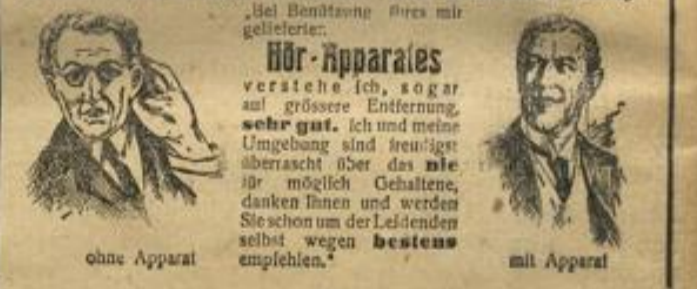 „Bei Benützung Ihres mir
gelieferten
Hör-Apparates
verstehe ich, sogar
auf grössere Entfernung,
sehr gut. Ich und meine
Umgebung sind freudigst
überrascht über das nie
für möglich Gehaltene,
danken Ihnen und werden
Sie schon um der Leidenden
selbst wegen bestens
empfehlen.“
ohne Apparat
mit Apparat